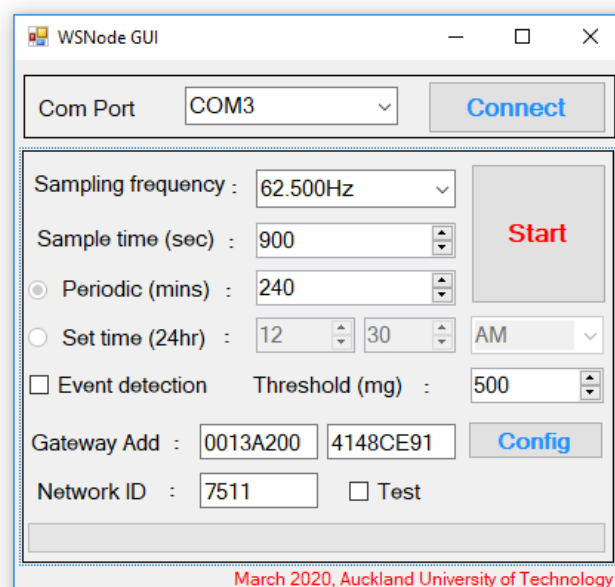 WSNode GUI
Com Port COM3 Connect
Sampling frequency : 62.500Hz
Start
Sample time (sec) : 900
Periodic (mins) : 240
Set time (24hr) : 12 30 AM
Event detection Threshold (mg) : 500
Gateway Add : 0013A200 4148CE91 Config
Network ID : 7511 Test
March 2020, Auckland University of Technology